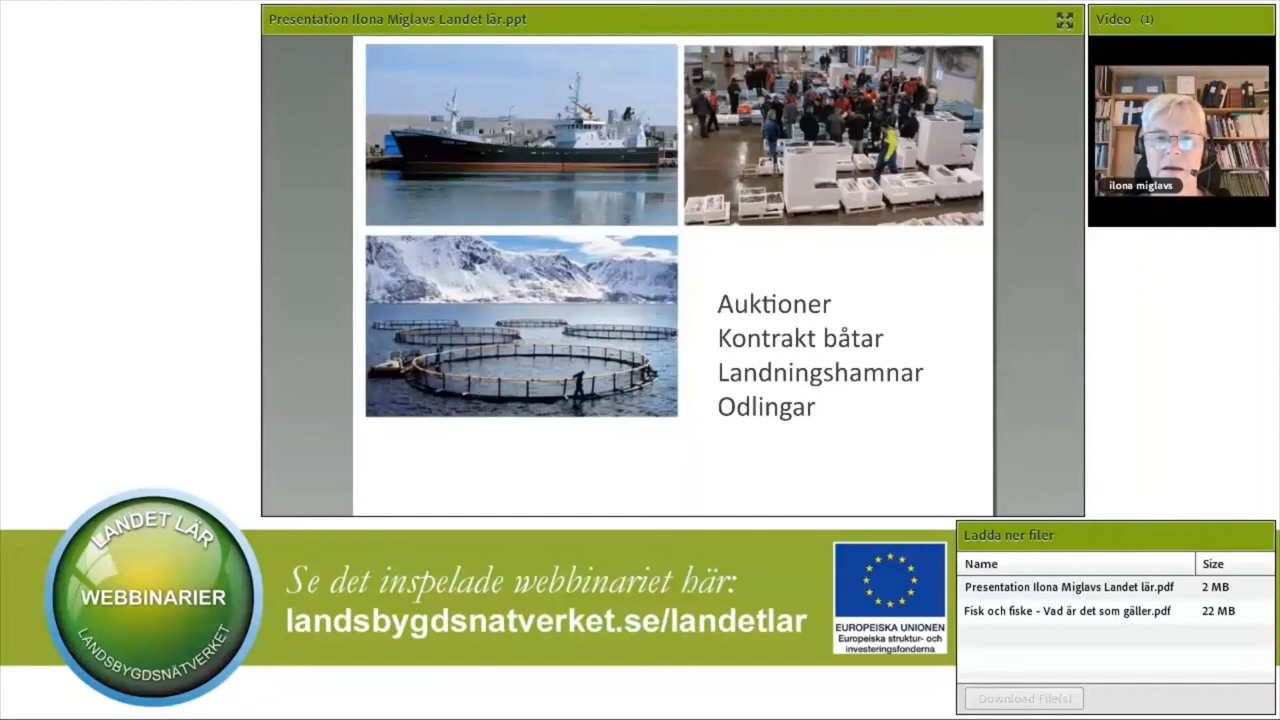 Presentation Ilona Miglavs Landet lär.ppt
Video (1)
ilona miglavs
Auktioner
Kontrakt båtar
Landningshamnar
Odlingar
LANDET LÄR
WEBBINARIER
LANDSBYGDSNÄTVERKET
Se det inspelade webbinariet här:
landsbygdsnatverket.se/landetlar
EUROPEISKA UNIONEN
Europeiska struktur- och
investeringsfonderna
Ladda ner filer
Name Size
Presentation Ilona Miglavs Landet lär.pdf 2 MB
Fisk och fiske - Vad är det som gäller.pdf 22 MB
Download File(s)